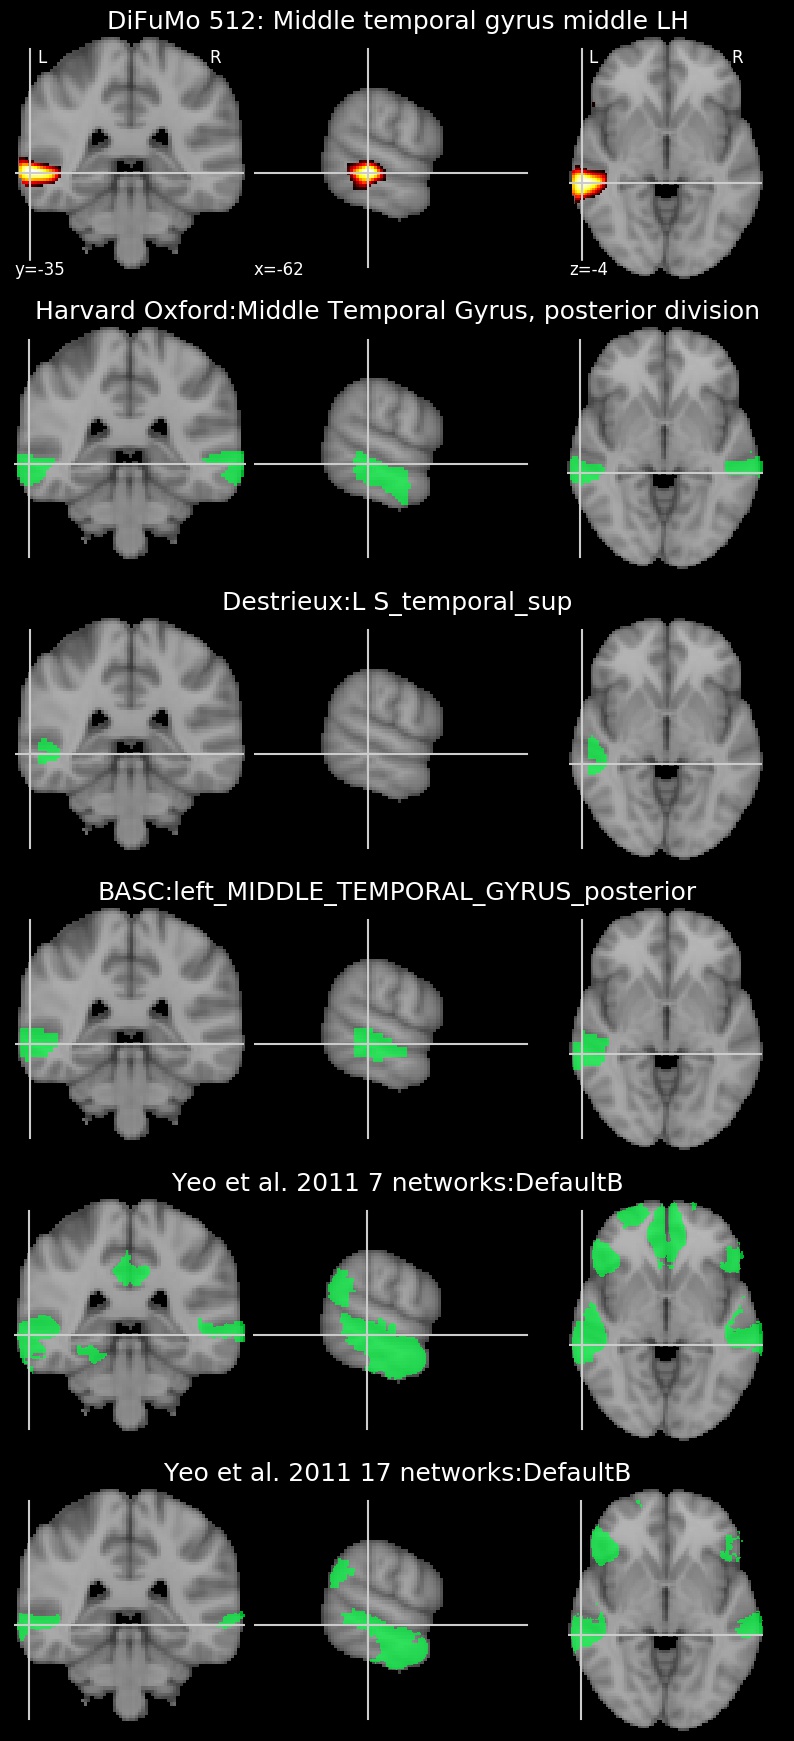 DiFuMo 512: Middle temporal gyrus middle LH
L R L R
y=-35 x=-62 z=-4
Harvard Oxford:Middle Temporal Gyrus, posterior division
Destrieux:L S_temporal_sup
BASC:left_MIDDLE_TEMPORAL_GYRUS_posterior
Yeo et al. 2011 7 networks:DefaultB
Yeo et al. 2011 17 networks:DefaultB